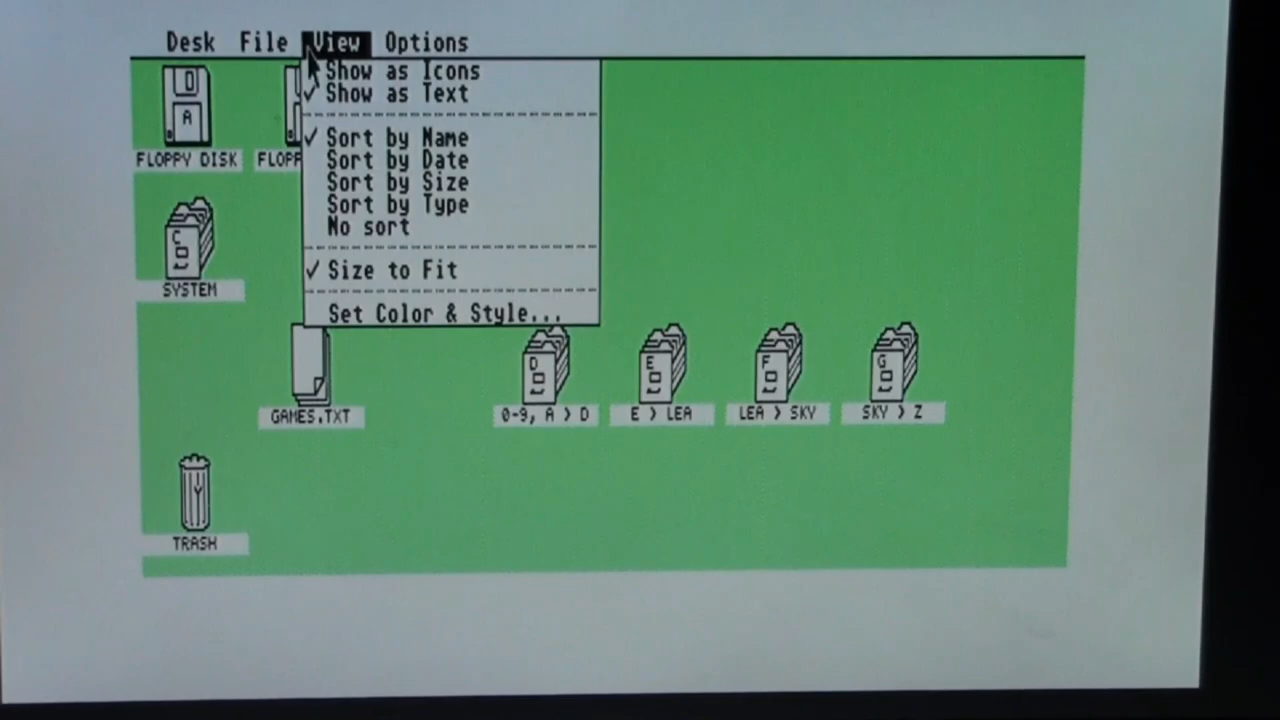 Desk File View Options
Show as Icons
✓ Show as Text
✓ Sort by Name
Sort by Date
Sort by Size
Sort by Type
No sort
✓ Size to Fit
Set Color & Style...
A
FLOPPY DISK FLOPP
C
SYSTEM
GAMES.TXT
D E F G
0-9, A > D E > LEA LEA > SKY SKY > Z
TRASH